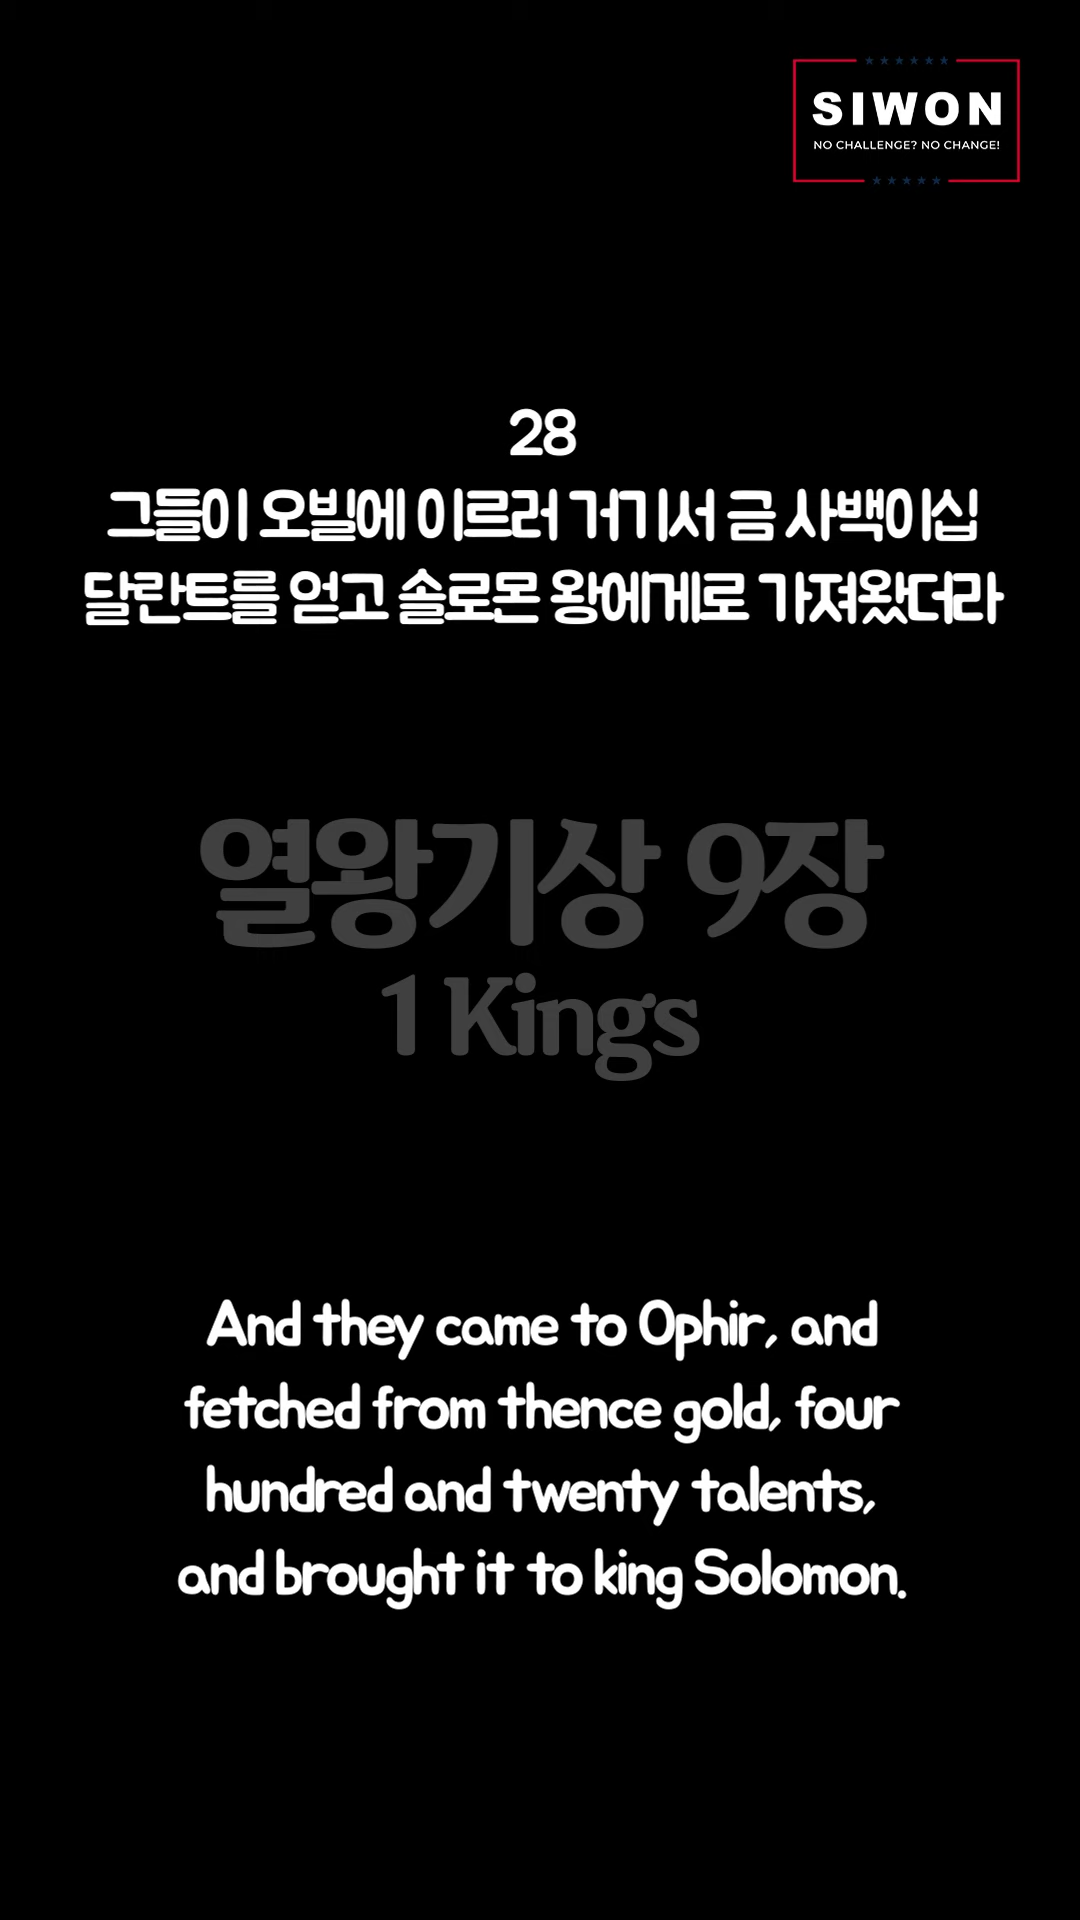 SIWON
NO CHALLENGE? NO CHANGE!
28
그들이 오빌에 이르러 거기서 금 사백이십
달란트를 얻고 솔로몬 왕에게로 가져왔더라
열왕기상 9장
1 Kings
And they came to Ophir, and
fetched from thence gold, four
hundred and twenty talents,
and brought it to king Solomon.